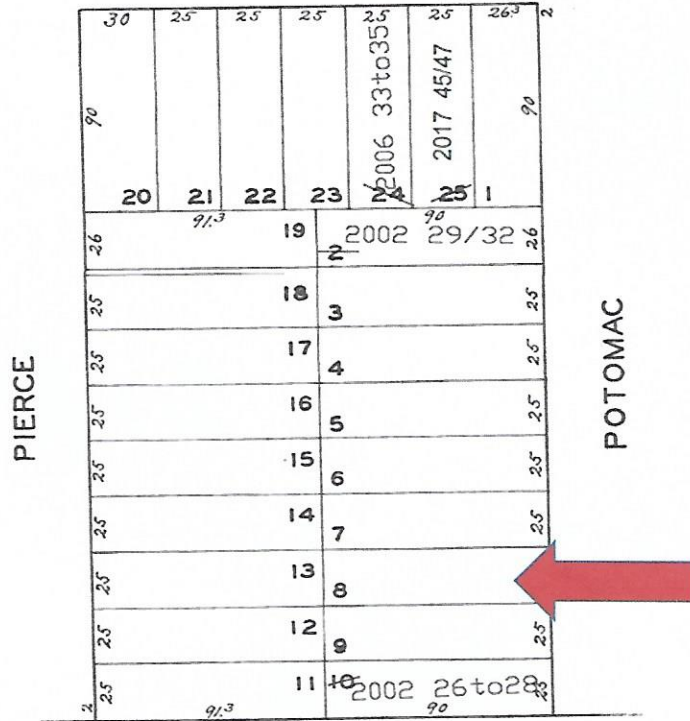 30 25 25 25 25 25 26.3 2
90 2006 33to35 2017 45/47 90
20 21 22 23 24 25 1
91.3 90
26 19 2 2002 29/32 26
25 18 3 25
25 17 4 25
25 16 5 25
25 15 6 25
25 14 7 25
25 13 8
25 12 9 25
25 11 10 2002 26to28 25
2 91.3 90
PIERCE
POTOMAC